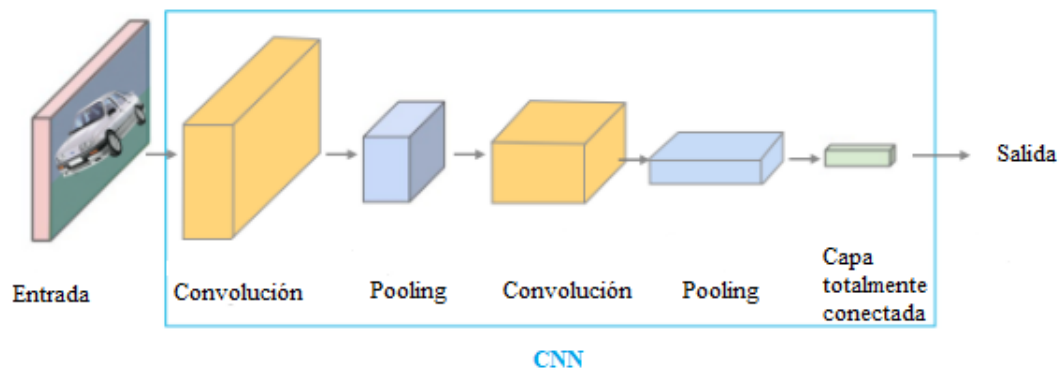 Entrada
Convolución
Pooling
Convolución
Pooling
Capa
totalmente
conectada
Salida
CNN